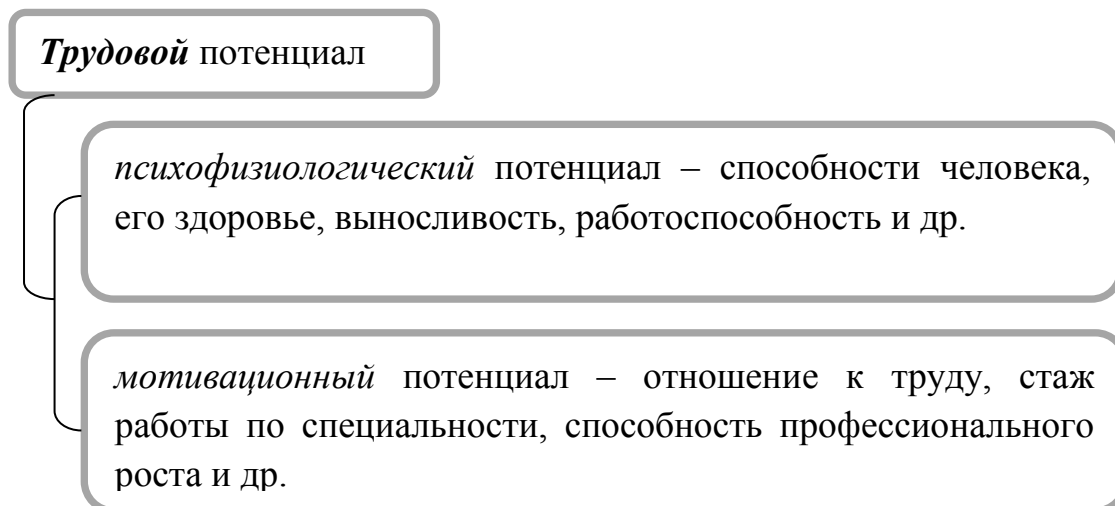 Трудовой потенциал
психофизиологический потенциал – способности человека,
его здоровье, выносливость, работоспособность и др.
мотивационный потенциал – отношение к труду, стаж
работы по специальности, способность профессионального
роста и др.